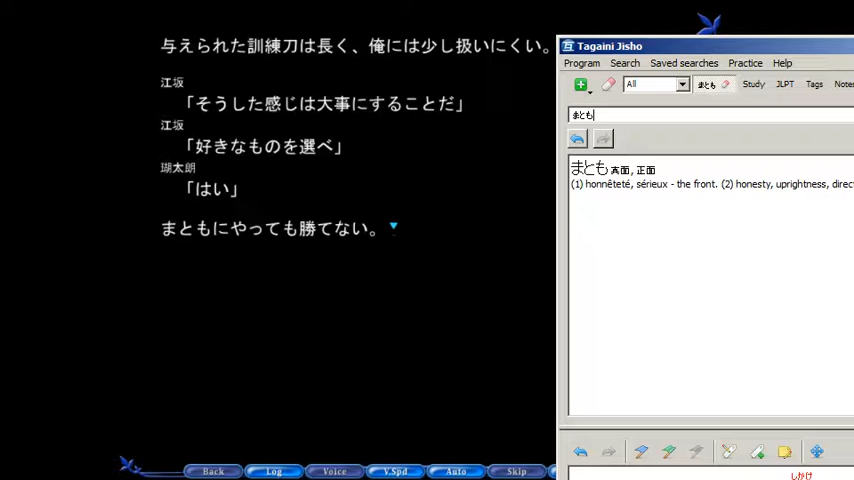 与えられた訓練刀は長く、俺には少し扱いにくい。
江坂
「そうした感じは大事にすることだ」
江坂
「好きなものを選べ」
瑚太朗
「はい」
まともにやっても勝てない。
Back Log Voice V.Spd Auto Skip
Tagaini Jisho
Program Search Saved searches Practice Help
All まとも Study JLPT Tags Notes
まとも
まとも 真面, 正面
(1) honnêteté, sérieux - the front. (2) honesty, uprightness, direc
しかけ